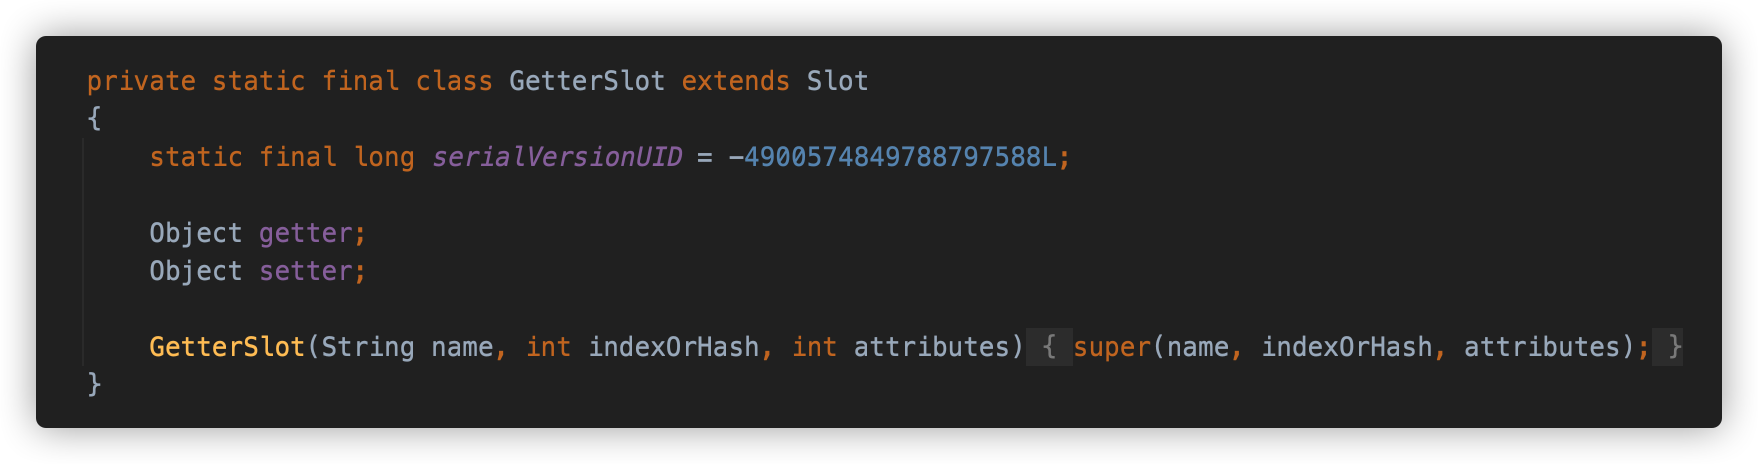 private static final class GetterSlot extends Slot
{
static final long serialVersionUID = -4900574849788797588L;
Object getter;
Object setter;
GetterSlot(String name, int indexOrHash, int attributes) { super(name, indexOrHash, attributes); }
}